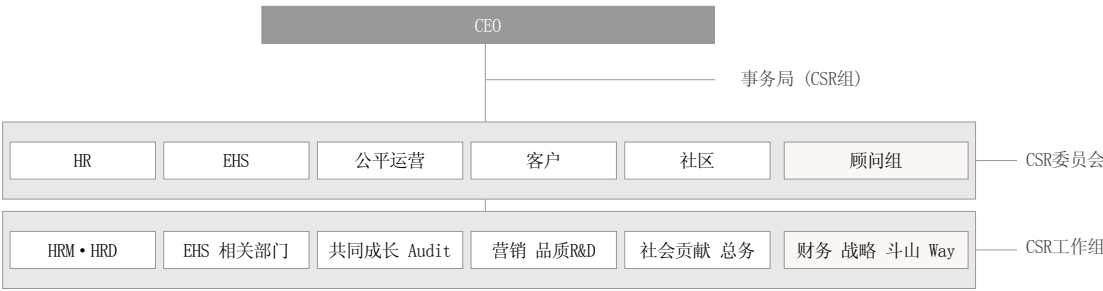 CEO
事务局 (CSR组)
HR
EHS
公平运营
客户
社区
顾问组
CSR委员会
HRM·HRD
EHS 相关部门
共同成长 Audit
营销 品质R&D
社会贡献 总务
财务 战略 斗山 Way
CSR工作组